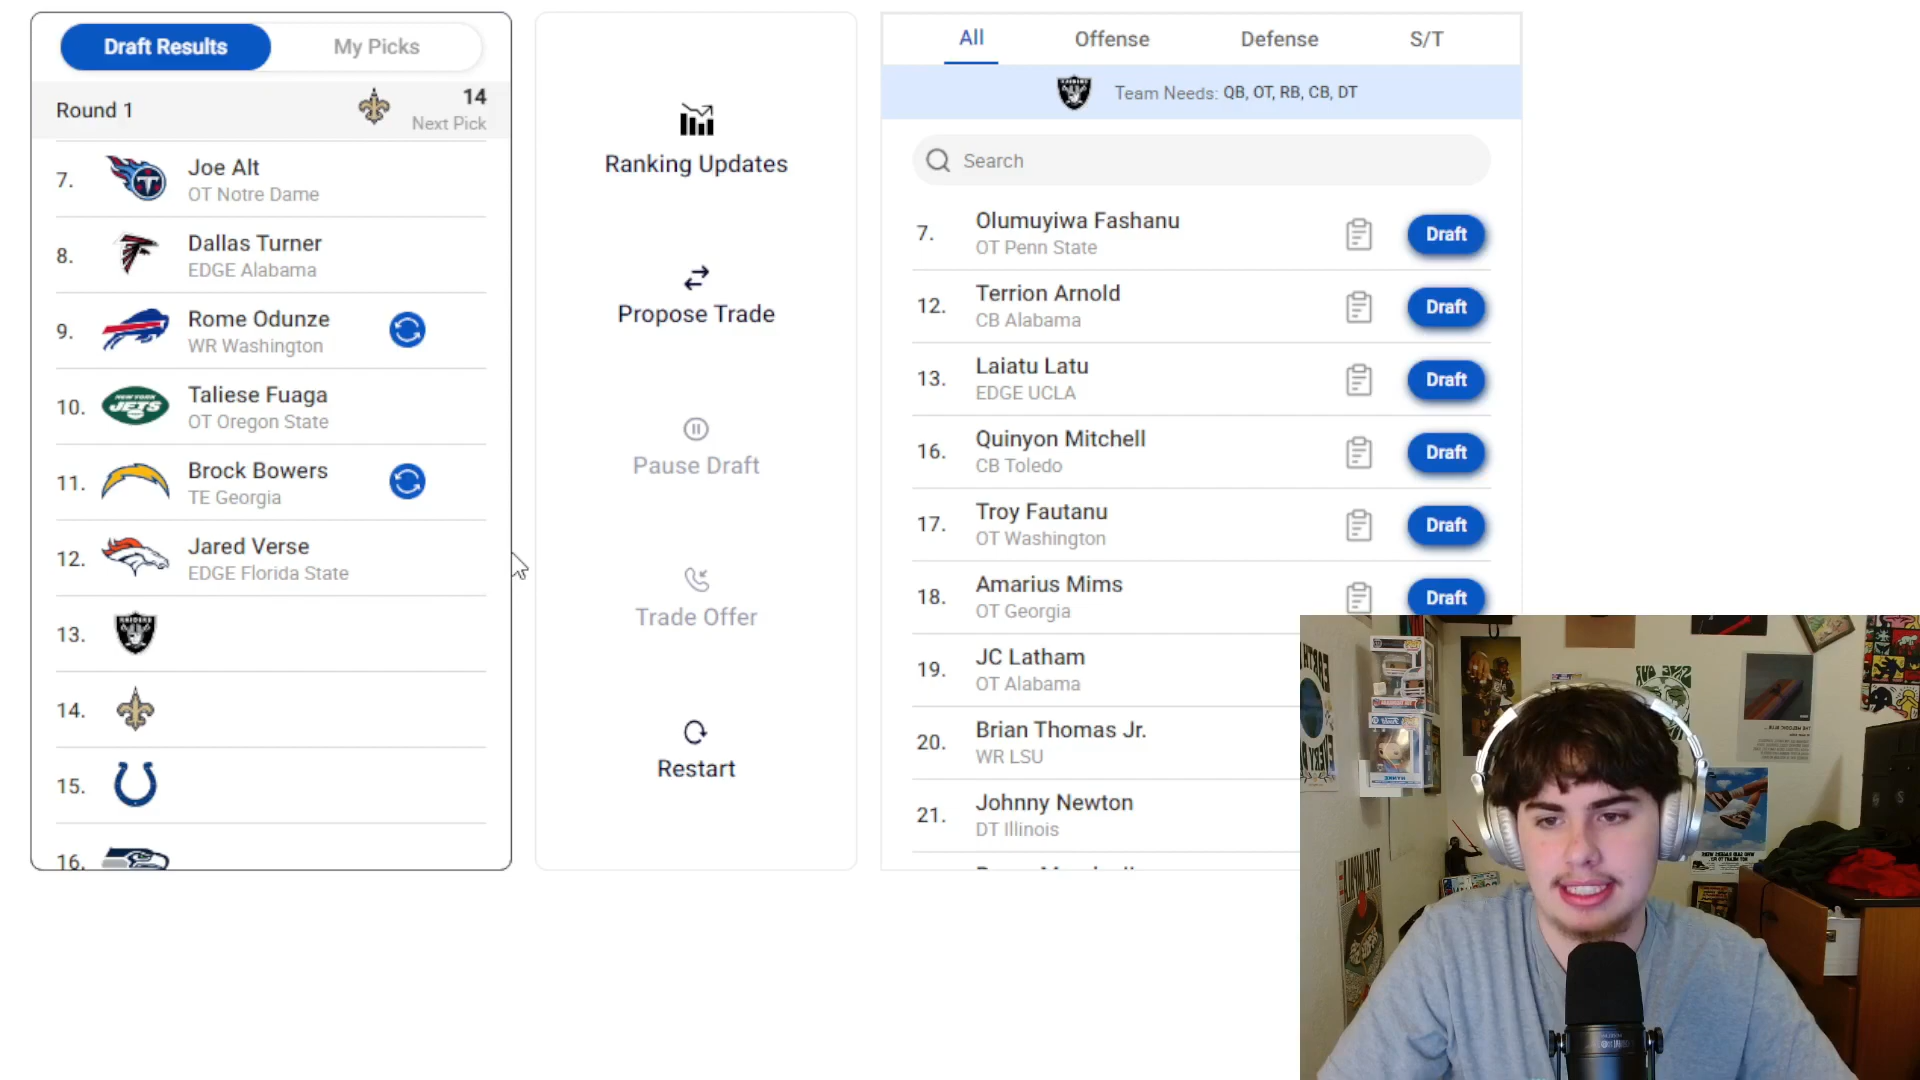 Draft Results
My Picks
Round 1
14
Next Pick
7.
Joe Alt
OT Notre Dame
8.
Dallas Turner
EDGE Alabama
9.
Rome Odunze
WR Washington
10.
NEW YORK
JETS
Taliese Fuaga
OT Oregon State
11.
Brock Bowers
TE Georgia
12.
Jared Verse
EDGE Florida State
13.
RAIDERS
14.
15.
16.
Ranking Updates
Propose Trade
Pause Draft
Trade Offer
Restart
All
Offense
Defense
S/T
Team Needs: QB, OT, RB, CB, DT
Search
7.
Olumuyiwa Fashanu
OT Penn State
Draft
12.
Terrion Arnold
CB Alabama
Draft
13.
Laiatu Latu
EDGE UCLA
Draft
16.
Quinyon Mitchell
CB Toledo
Draft
17.
Troy Fautanu
OT Washington
Draft
18.
Amarius Mims
OT Georgia
Draft
19.
JC Latham
OT Alabama
20.
Brian Thomas Jr.
WR LSU
21.
Johnny Newton
DT Illinois